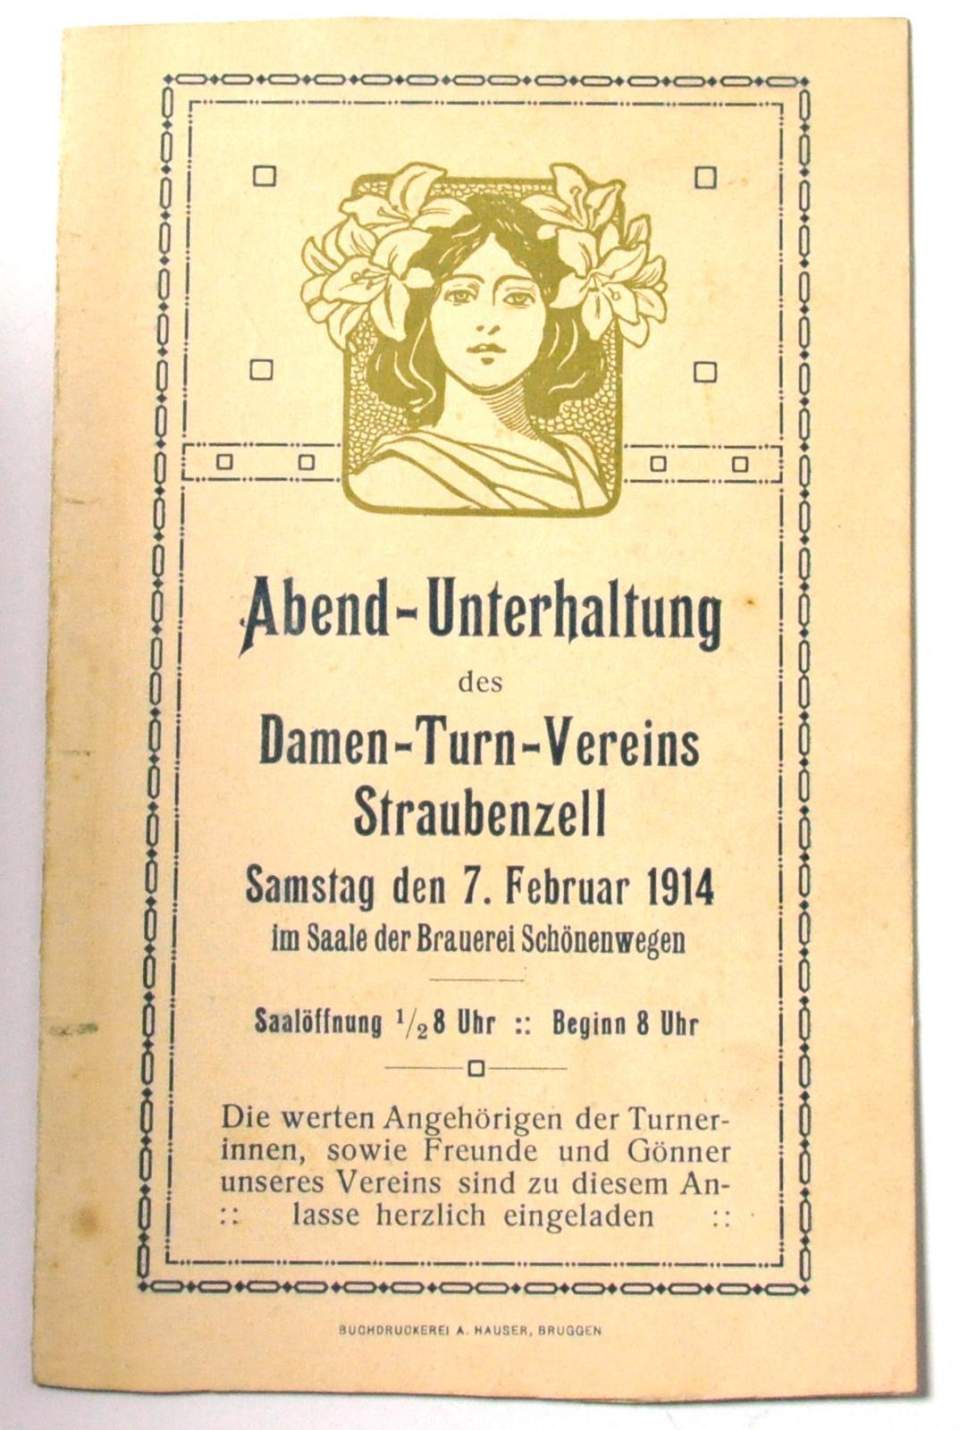 Abend-Unterhaltung
des
Damen-Turn-Vereins
Straubenzell
Samstag den 7. Februar 1914
im Saale der Brauerei Schönenwegen
Saalöffnung 1/2 8 Uhr :: Beginn 8 Uhr
Die werten Angehörigen der Turner-
innen, sowie Freunde und Gönner
unseres Vereins sind zu diesem An-
:: lasse herzlich eingeladen ::
BUCHDRUCKEREI A. HAUSER, BRUGGEN